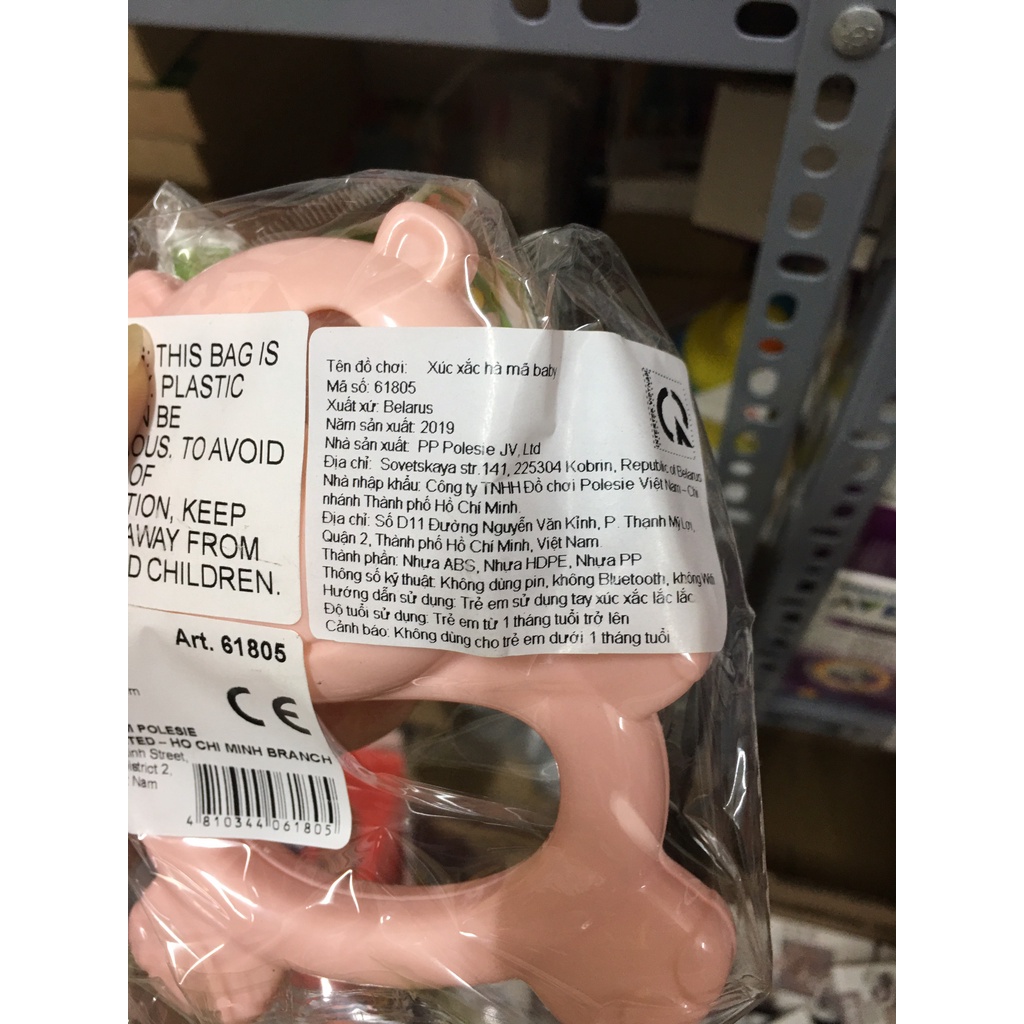 THIS BAG IS
PLASTIC
BE
OUS. TO AVOID
OF
TION, KEEP
AWAY FROM
D CHILDREN.
Tên đồ chơi: Xúc xắc hà mã baby
Mã số: 61805
Xuất xứ: Belarus
Năm sản xuất: 2019
Nhà sản xuất: PP Polesie JV, Ltd
Địa chỉ: Sovetskaya str. 141, 225304 Kobrin, Republic of Belarus
Nhà nhập khẩu: Công ty TNHH Đồ chơi Polesie Việt Nam – Chi
nhánh Thành phố Hồ Chí Minh
Địa chỉ: Số D11 Đường Nguyễn Văn Kỉnh, P. Thạnh Mỹ Lợi,
Quận 2, Thành phố Hồ Chí Minh, Việt Nam
Thành phần: Nhựa ABS, Nhựa HDPE, Nhựa PP
Thông số kỹ thuật: Không dùng pin, không Bluetooth, không Wifi
Hướng dẫn sử dụng: Trẻ em sử dụng tay xúc xắc lắc lắc
Độ tuổi sử dụng: Trẻ em từ 1 tháng tuổi trở lên
Cảnh báo: Không dùng cho trẻ em dưới 1 tháng tuổi
Art. 61805
CE
POLESIE
TED – HO CHI MINH BRANCH
inh Street,
istrict 2,
Nam
4 810344 061805